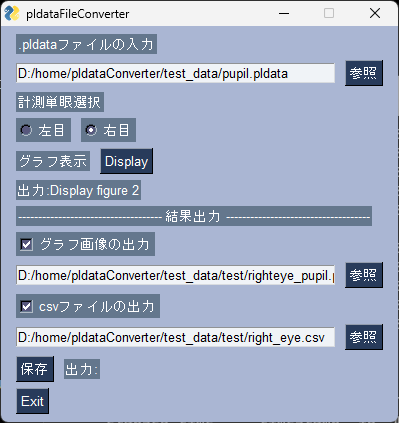 pldataFileConverter
.pldataファイルの入力
D:/home/pldataConverter/test_data/pupil.pldata 参照
計測単眼選択
左目 右目
グラフ表示 Display
出力:Display figure 2
------------------------------------ 結果出力 ------------------------------------
グラフ画像の出力
D:/home/pldataConverter/test_data/test/righteye_pupil.p 参照
csvファイルの出力
D:/home/pldataConverter/test_data/test/right_eye.csv 参照
保存 出力:
Exit